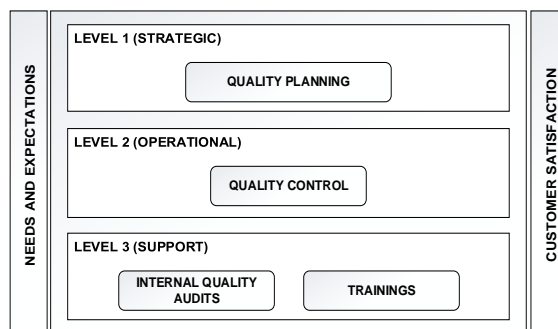 NEEDS AND EXPECTATIONS
LEVEL 1 (STRATEGIC)
QUALITY PLANNING
LEVEL 2 (OPERATIONAL)
QUALITY CONTROL
LEVEL 3 (SUPPORT)
INTERNAL QUALITY
AUDITS
TRAININGS
CUSTOMER SATISFACTION